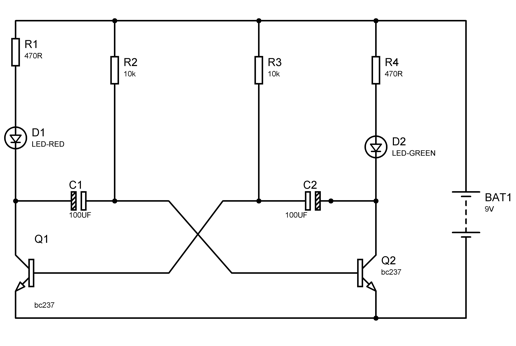 R1
470R
R2
10k
R3
10k
R4
470R
D1
LED-RED
D2
LED-GREEN
C1
100UF
C2
100UF
BAT1
9V
Q1
bc237
Q2
bc237